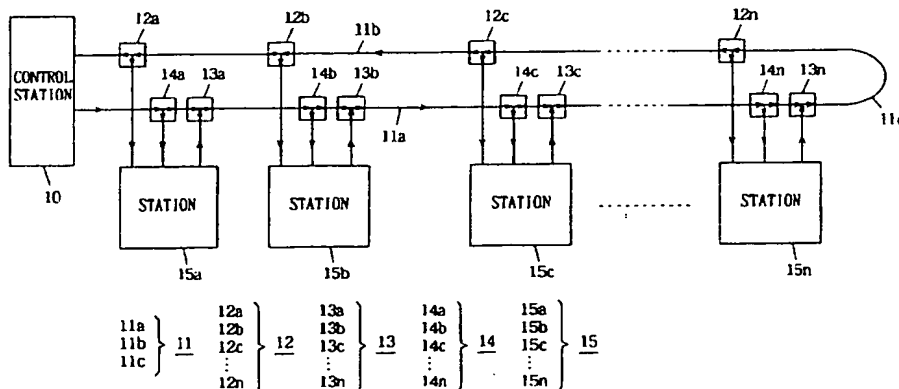 12a 12b 11b 12c 12n
CONTROL
STATION
14a 13a 14b 13b 14c 13c 14n 13n
11a 11c
10
STATION STATION STATION STATION
15a 15b 15c 15n
11a
11b
11c
11
12a
12b
12c
12n
12
13a
13b
13c
13n
13
14a
14b
14c
14n
14
15a
15b
15c
15n
15